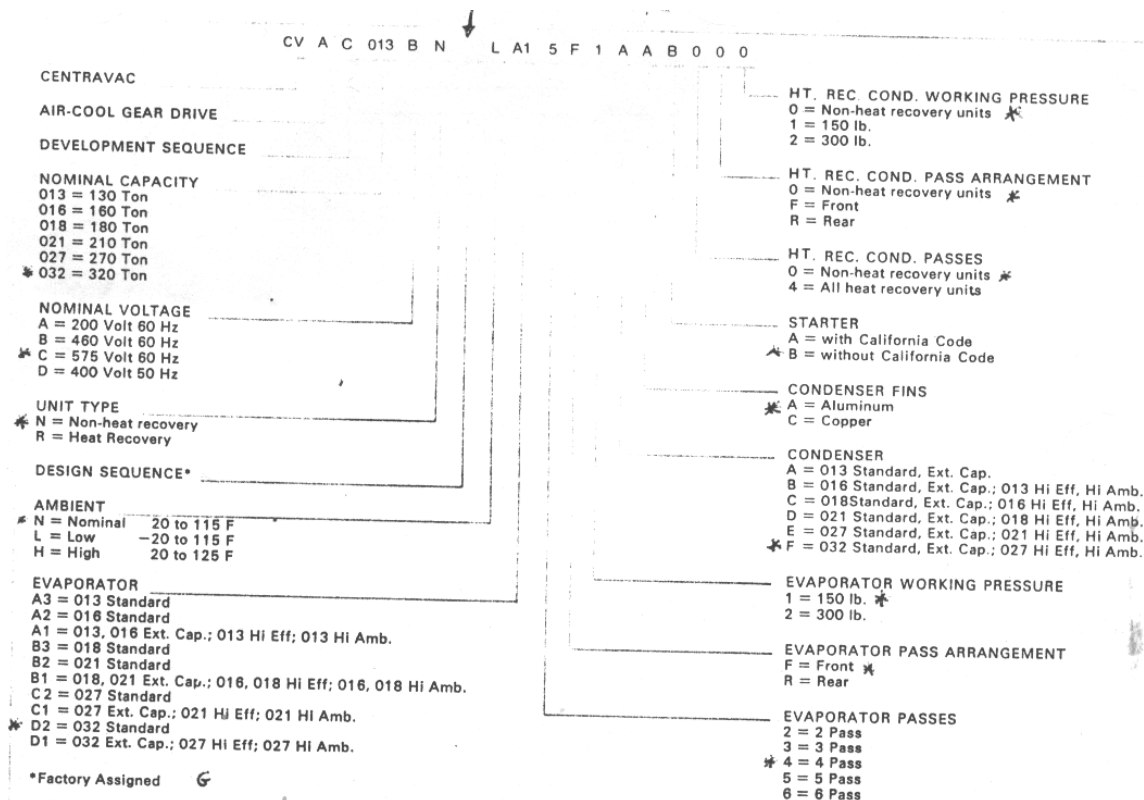 CV A C 013 B N L A1 5 F 1 A A B 0 0 0
CENTRAVAC
AIR-COOL GEAR DRIVE
DEVELOPMENT SEQUENCE
NOMINAL CAPACITY
013 = 130 Ton
016 = 160 Ton
018 = 180 Ton
021 = 210 Ton
027 = 270 Ton
* 032 = 320 Ton
NOMINAL VOLTAGE
A = 200 Volt 60 Hz
B = 460 Volt 60 Hz
* C = 575 Volt 60 Hz
D = 400 Volt 50 Hz
UNIT TYPE
* N = Non-heat recovery
R = Heat Recovery
DESIGN SEQUENCE*
AMBIENT
* N = Nominal 20 to 115 F
L = Low −20 to 115 F
H = High 20 to 125 F
EVAPORATOR
A3 = 013 Standard
A2 = 016 Standard
A1 = 013, 016 Ext. Cap.; 013 Hi Eff; 013 Hi Amb.
B3 = 018 Standard
B2 = 021 Standard
B1 = 018, 021 Ext. Cap.; 016, 018 Hi Eff; 016, 018 Hi Amb.
C2 = 027 Standard
C1 = 027 Ext. Cap.; 021 Hi Eff; 021 Hi Amb.
* D2 = 032 Standard
D1 = 032 Ext. Cap.; 027 Hi Eff; 027 Hi Amb.
*Factory Assigned G
HT. REC. COND. WORKING PRESSURE
0 = Non-heat recovery units *
1 = 150 lb.
2 = 300 lb.
HT. REC. COND. PASS ARRANGEMENT
0 = Non-heat recovery units *
F = Front
R = Rear
HT. REC. COND. PASSES
0 = Non-heat recovery units *
4 = All heat recovery units
STARTER
A = with California Code
* B = without California Code
CONDENSER FINS
* A = Aluminum
C = Copper
CONDENSER
A = 013 Standard, Ext. Cap.
B = 016 Standard, Ext. Cap.; 013 Hi Eff, Hi Amb.
C = 018Standard, Ext. Cap.; 016 Hi Eff, Hi Amb.
D = 021 Standard, Ext. Cap.; 018 Hi Eff, Hi Amb.
E = 027 Standard, Ext. Cap.; 021 Hi Eff, Hi Amb.
* F = 032 Standard, Ext. Cap.; 027 Hi Eff, Hi Amb.
EVAPORATOR WORKING PRESSURE
1 = 150 lb. *
2 = 300 lb.
EVAPORATOR PASS ARRANGEMENT
F = Front *
R = Rear
EVAPORATOR PASSES
2 = 2 Pass
3 = 3 Pass
* 4 = 4 Pass
5 = 5 Pass
6 = 6 Pass